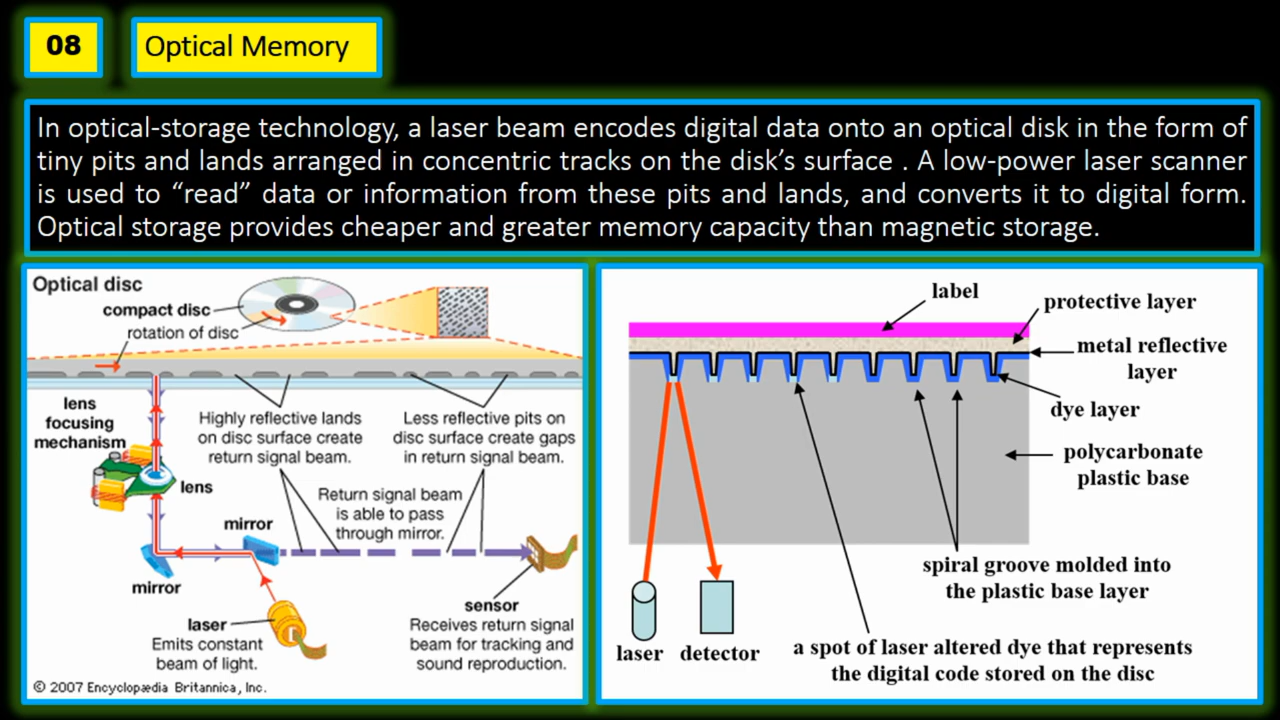 08
Optical Memory
In optical-storage technology, a laser beam encodes digital data onto an optical disk in the form of
tiny pits and lands arranged in concentric tracks on the disk’s surface . A low-power laser scanner
is used to “read” data or information from these pits and lands, and converts it to digital form.
Optical storage provides cheaper and greater memory capacity than magnetic storage.
Optical disc
compact disc
rotation of disc
lens
focusing
mechanism
Highly reflective lands
on disc surface create
return signal beam.
Less reflective pits on
disc surface create gaps
in return signal beam.
lens
Return signal beam
is able to pass
through mirror.
mirror
mirror
sensor
laser
Emits constant
beam of light.
Receives return signal
beam for tracking and
sound reproduction.
© 2007 Encyclopædia Britannica, Inc.
label
protective layer
metal reflective
layer
dye layer
polycarbonate
plastic base
spiral groove molded into
the plastic base layer
laser
detector
a spot of laser altered dye that represents
the digital code stored on the disc